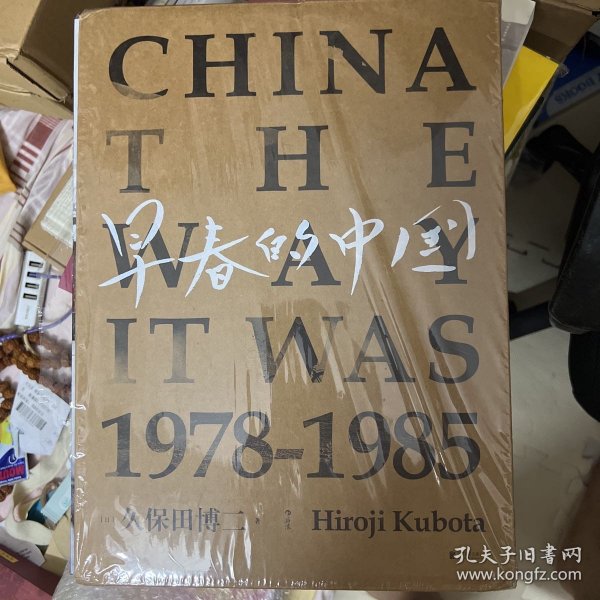 CHINA
THE
WAY
早春的中国
IT WAS
1978-1985
[日] 久保田博二 著
Hiroji Kubota
BOOKS
孔夫子旧书网
www.kongfz.com